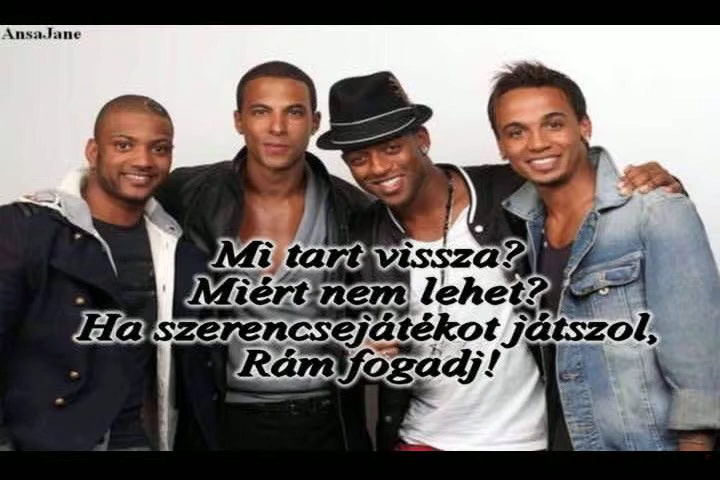 AnsaJane
Mi tart vissza?
Miért nem lehet?
Ha szerencsejátékot játszol,
Rám fogadj!